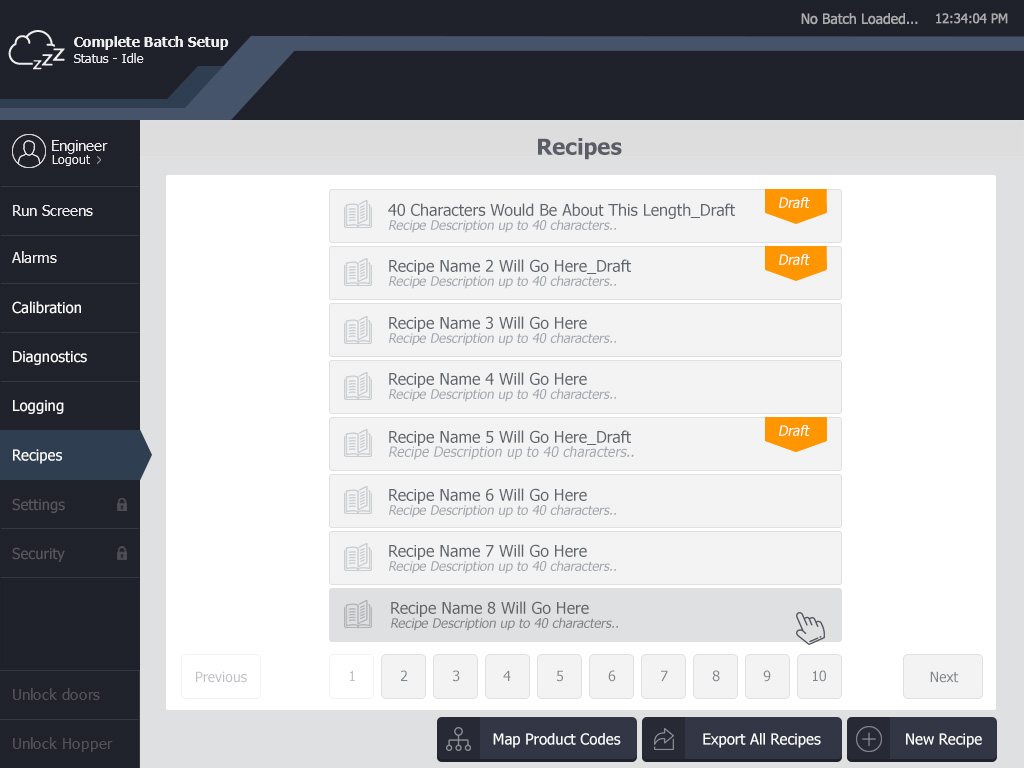 No Batch Loaded... 12:34:04 PM
Complete Batch Setup
Status - Idle
zzz
Engineer
Logout >
Run Screens
Alarms
Calibration
Diagnostics
Logging
Recipes
Settings
Security
Unlock doors
Unlock Hopper
Recipes
40 Characters Would Be About This Length_Draft
Recipe Description up to 40 characters..
Draft
Recipe Name 2 Will Go Here_Draft
Recipe Description up to 40 characters..
Draft
Recipe Name 3 Will Go Here
Recipe Description up to 40 characters..
Recipe Name 4 Will Go Here
Recipe Description up to 40 characters..
Recipe Name 5 Will Go Here_Draft
Recipe Description up to 40 characters..
Draft
Recipe Name 6 Will Go Here
Recipe Description up to 40 characters..
Recipe Name 7 Will Go Here
Recipe Description up to 40 characters..
Recipe Name 8 Will Go Here
Recipe Description up to 40 characters..
Previous 1 2 3 4 5 6 7 8 9 10 Next
Map Product Codes Export All Recipes New Recipe